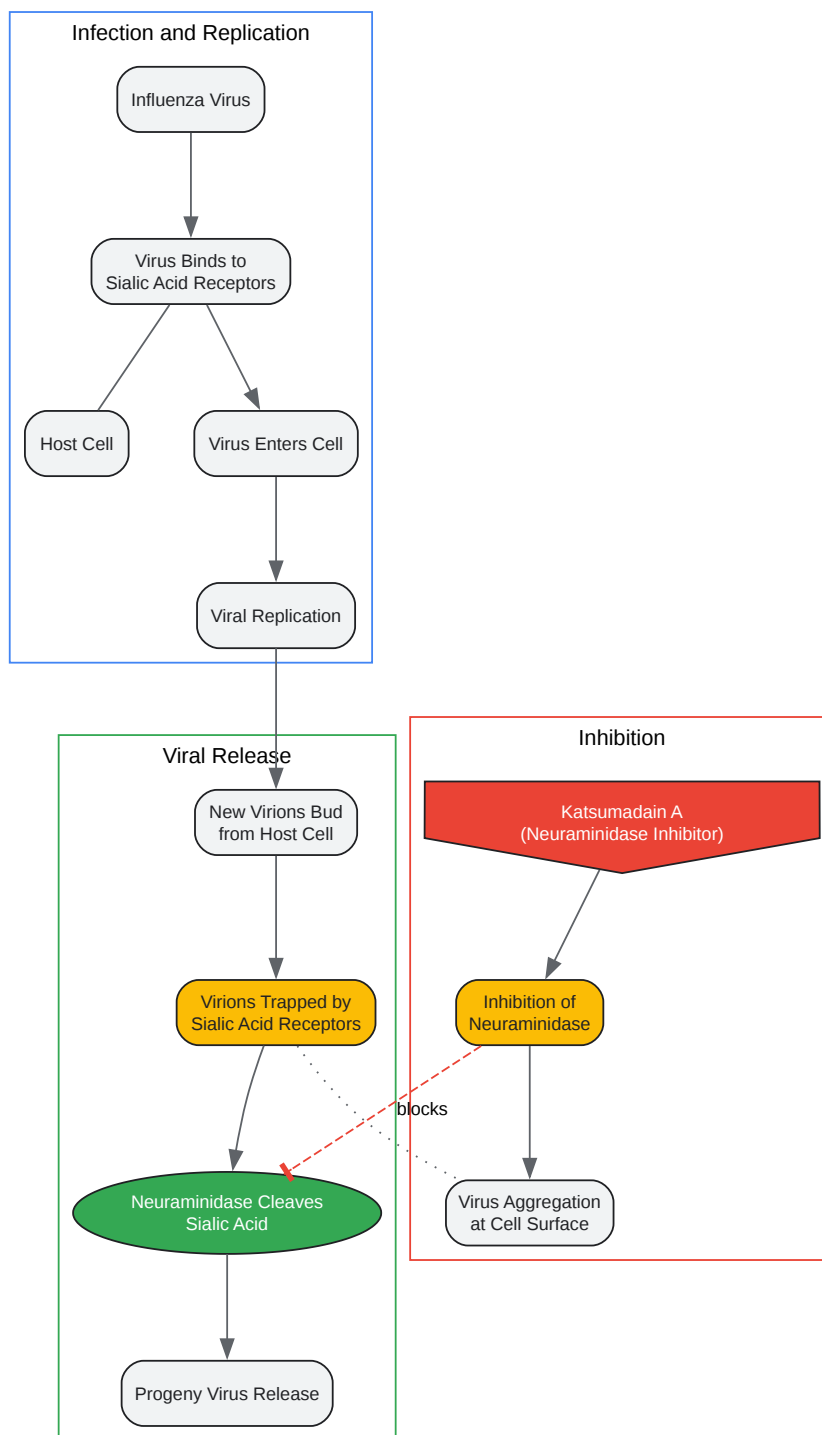 Infection and Replication
Influenza Virus
Virus Binds to
Sialic Acid Receptors
Host Cell
Virus Enters Cell
Viral Replication
Viral Release
New Virions Bud
from Host Cell
Virions Trapped by
Sialic Acid Receptors
Neuraminidase Cleaves
Sialic Acid
Progeny Virus Release
Inhibition
Katsumadain A
(Neuraminidase Inhibitor)
Inhibition of
Neuraminidase
blocks
Virus Aggregation
at Cell Surface